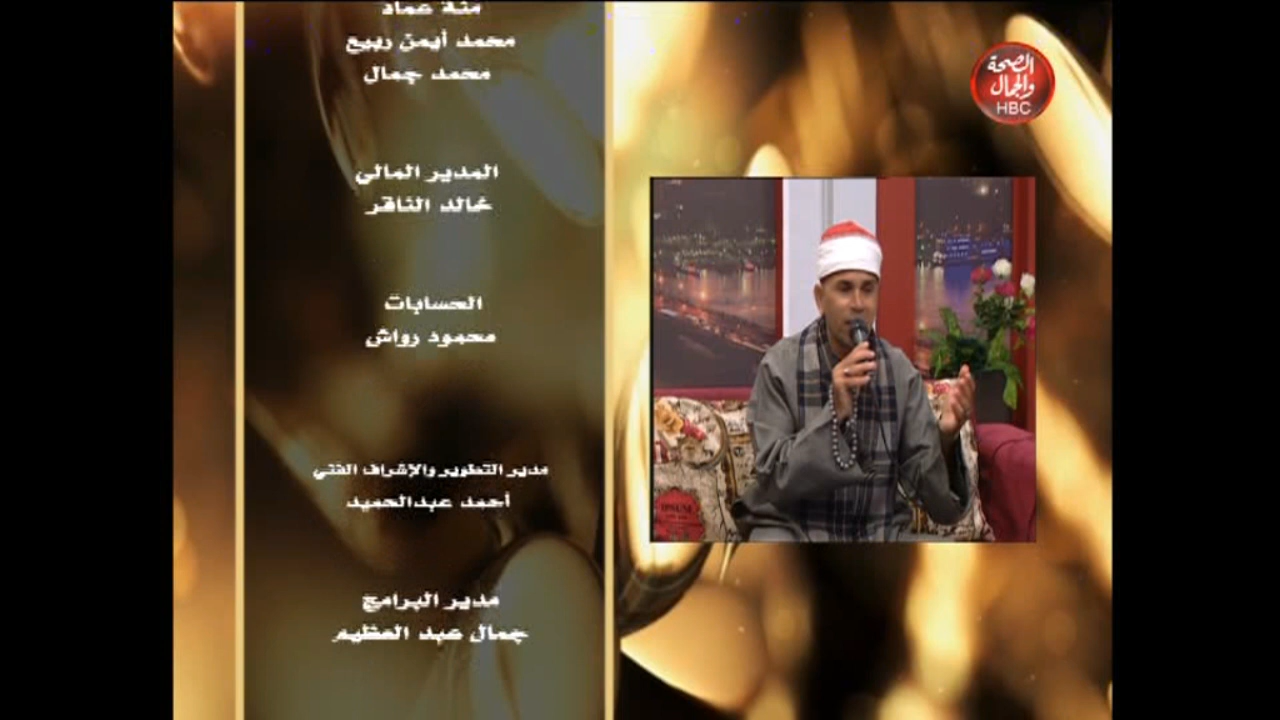 منة عماد
محمد أيمن ربيع
محمد جمال
المدير المالي
خالد الناقر
الحسابات
محمود رواش
مدير التطوير والإشراف الفني
أحمد عبدالحميد
مدير البرامج
جمال عبد العظيم
الصحة
والجمال
HBC